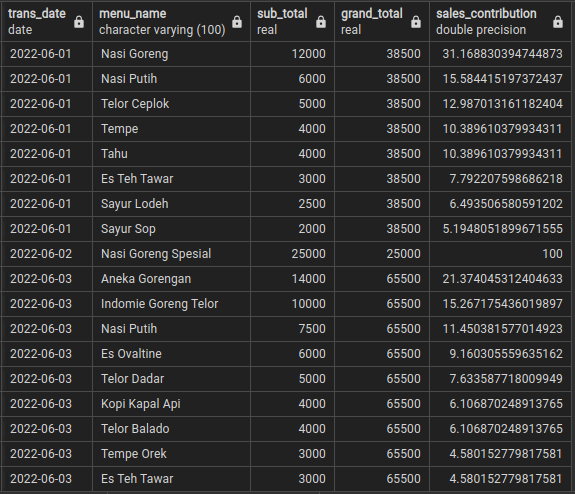 trans_date menu_name sub_total grand_total sales_contribution
date character varying (100) real real double precision
2022-06-01 Nasi Goreng 12000 38500 31.168830394744873
2022-06-01 Nasi Putih 6000 38500 15.584415197372437
2022-06-01 Telor Ceplok 5000 38500 12.987013161182404
2022-06-01 Tempe 4000 38500 10.389610379934311
2022-06-01 Tahu 4000 38500 10.389610379934311
2022-06-01 Es Teh Tawar 3000 38500 7.792207598686218
2022-06-01 Sayur Lodeh 2500 38500 6.493506580591202
2022-06-01 Sayur Sop 2000 38500 5.1948051899671555
2022-06-02 Nasi Goreng Spesial 25000 25000 100
2022-06-03 Aneka Gorengan 14000 65500 21.374045312404633
2022-06-03 Indomie Goreng Telor 10000 65500 15.267175436019897
2022-06-03 Nasi Putih 7500 65500 11.450381577014923
2022-06-03 Es Ovaltine 6000 65500 9.160305559635162
2022-06-03 Telor Dadar 5000 65500 7.633587718009949
2022-06-03 Kopi Kapal Api 4000 65500 6.106870248913765
2022-06-03 Telor Balado 4000 65500 6.106870248913765
2022-06-03 Tempe Orek 3000 65500 4.580152779817581
2022-06-03 Es Teh Tawar 3000 65500 4.580152779817581